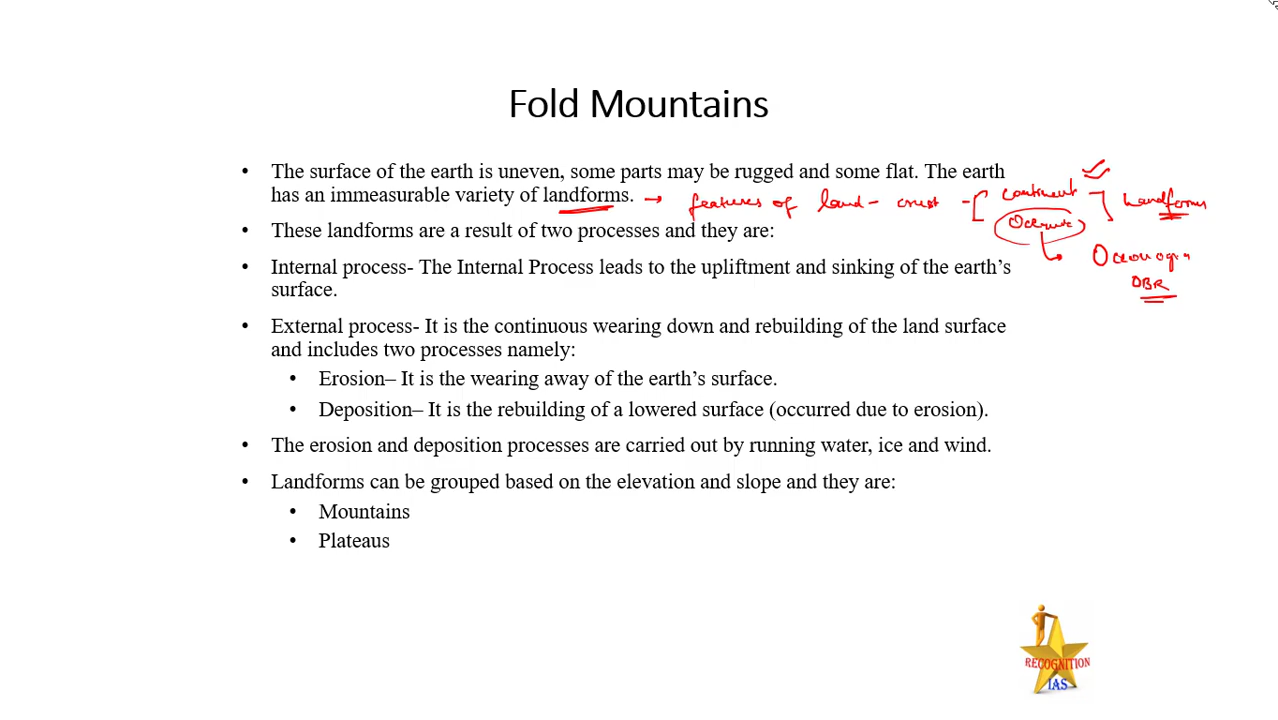 Fold Mountains
• The surface of the earth is uneven, some parts may be rugged and some flat. The earth
has an immeasurable variety of landforms. → features of land - crust - [ continent ] Landforms
• These landforms are a result of two processes and they are:
• Internal process- The Internal Process leads to the upliftment and sinking of the earth's
surface.
OBR
• External process- It is the continuous wearing down and rebuilding of the land surface
and includes two processes namely:
• Erosion– It is the wearing away of the earth's surface.
• Deposition– It is the rebuilding of a lowered surface (occurred due to erosion).
• The erosion and deposition processes are carried out by running water, ice and wind.
• Landforms can be grouped based on the elevation and slope and they are:
• Mountains
• Plateaus
RECOGNITION
IAS